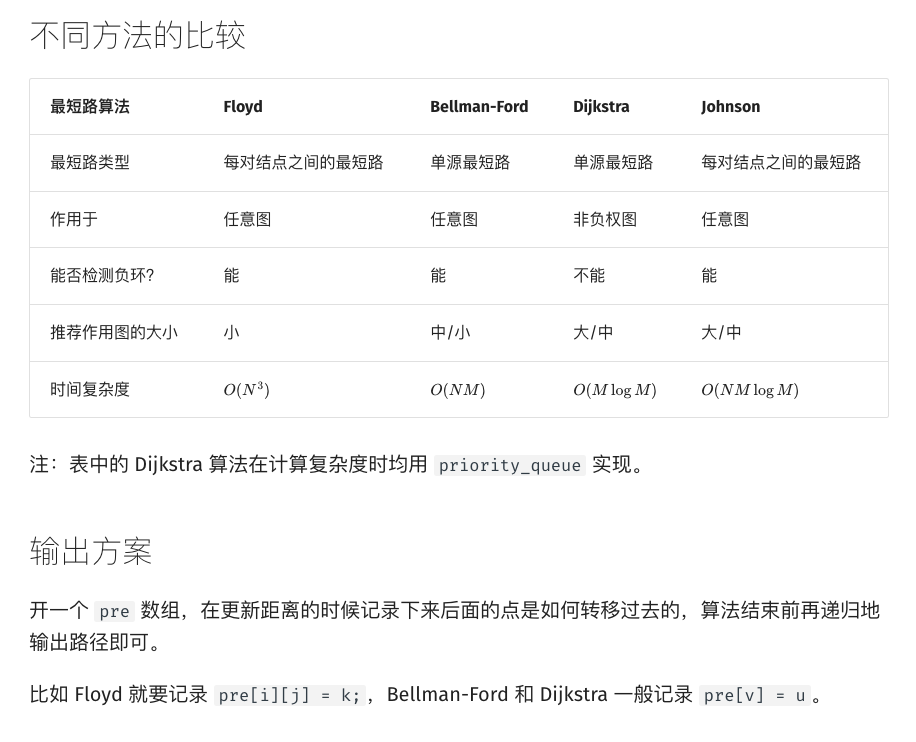 不同方法的比较
最短路算法 Floyd Bellman-Ford Dijkstra Johnson
最短路类型 每对结点之间的最短路 单源最短路 单源最短路 每对结点之间的最短路
作用于 任意图 任意图 非负权图 任意图
能否检测负环? 能 能 不能 能
推荐作用图的大小 小 中/小 大/中 大/中
时间复杂度 O(N³) O(NM) O(M log M) O(NM log M)
注：表中的 Dijkstra 算法在计算复杂度时均用 priority_queue 实现。
输出方案
开一个 pre 数组，在更新距离的时候记录下来后面的点是如何转移过去的，算法结束前再递归地
输出路径即可。
比如 Floyd 就要记录 pre[i][j] = k;，Bellman-Ford 和 Dijkstra 一般记录 pre[v] = u。